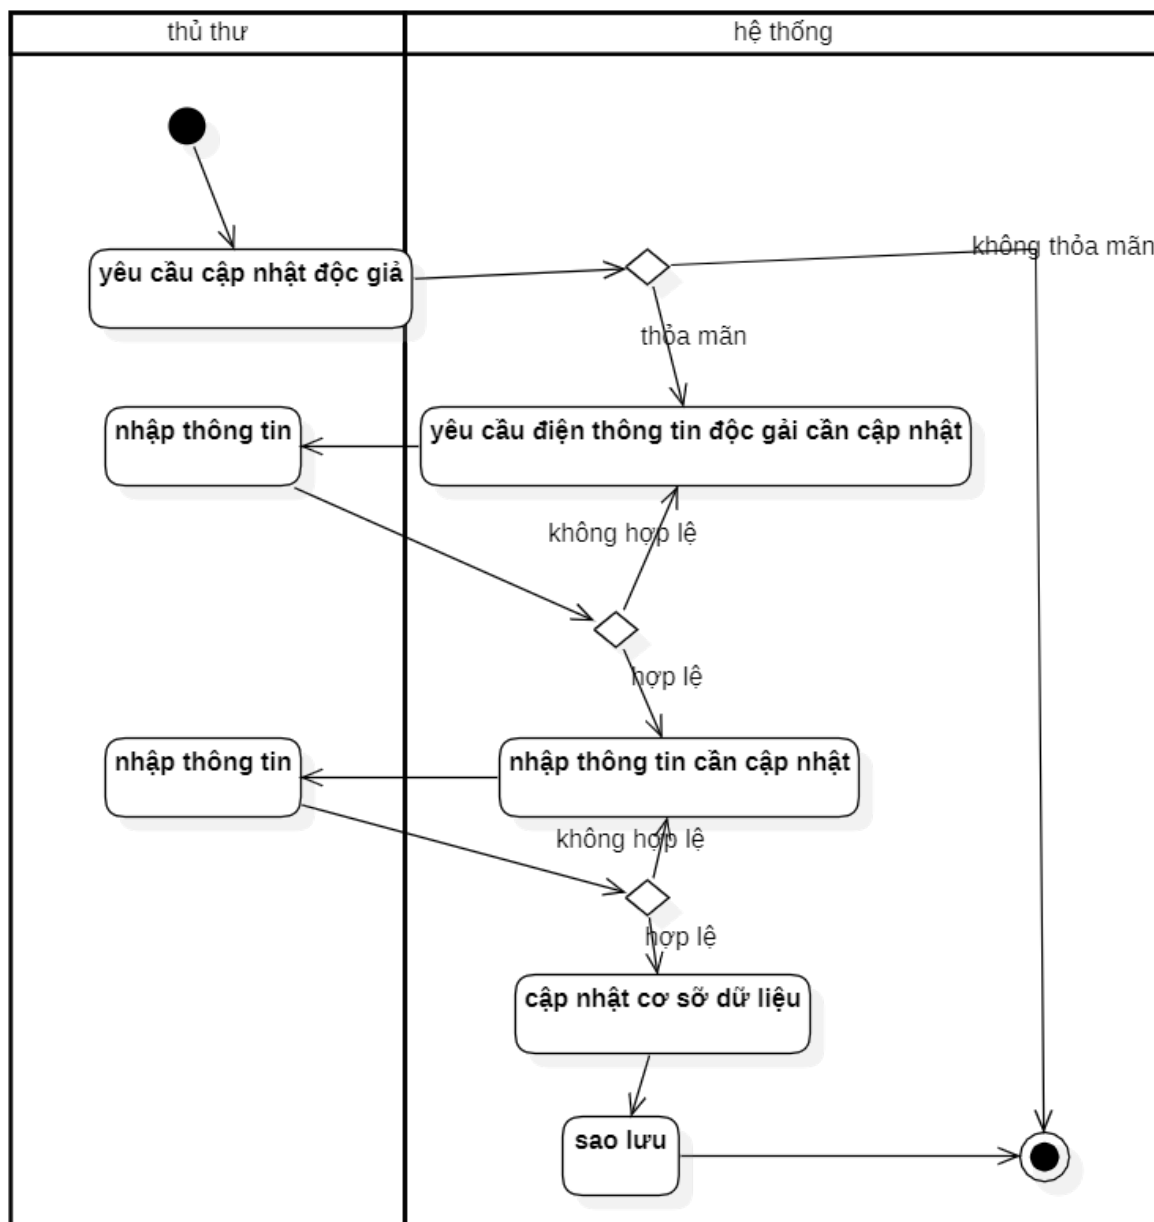 thủ thư
hệ thống
yêu cầu cập nhật độc giả
không thỏa mãn
thỏa mãn
nhập thông tin
yêu cầu điện thông tin độc gải cần cập nhật
không hợp lệ
hợp lệ
nhập thông tin
nhập thông tin cần cập nhật
không hợp lệ
hợp lệ
cập nhật cơ sỡ dữ liệu
sao lưu